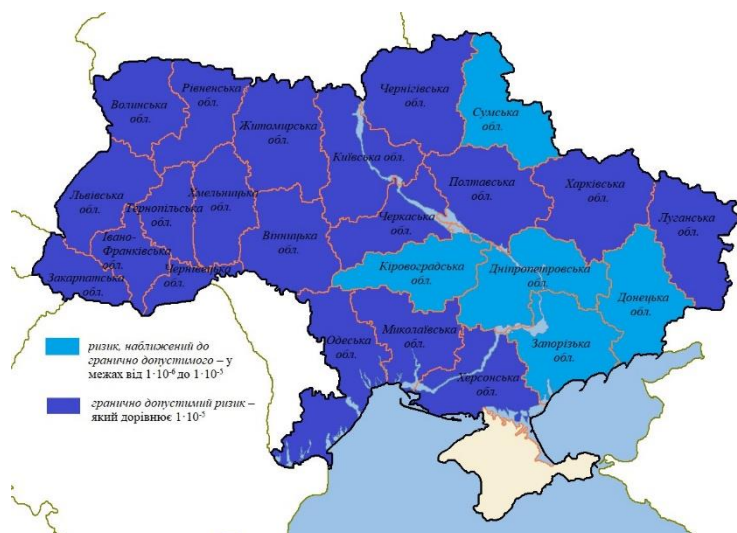 Волинська
обл.
Рівненська
обл.
Житомирська
обл.
Чернігівська
обл.
Сумська
обл.
Київська обл.
Львівська
обл.
Тернопільська
обл.
Хмельницька
обл.
Вінницька
обл.
Черкаська
обл.
Полтавська
обл.
Харківська
обл.
Луганська
обл.
Івано-
Франківська
обл.
Закарпатська
обл.
Чернівецька
обл.
Кіровоградська
обл.
Дніпропетровська
обл.
Донецька
обл.
Одеська
обл.
Миколаївська
обл.
Запорізька
обл.
Херсонська
обл.
ризик, наближений до
гранично допустимого – у
межах від 1·10⁻⁶ до 1·10⁻⁵
гранично допустимий ризик –
який дорівнює 1·10⁻⁵